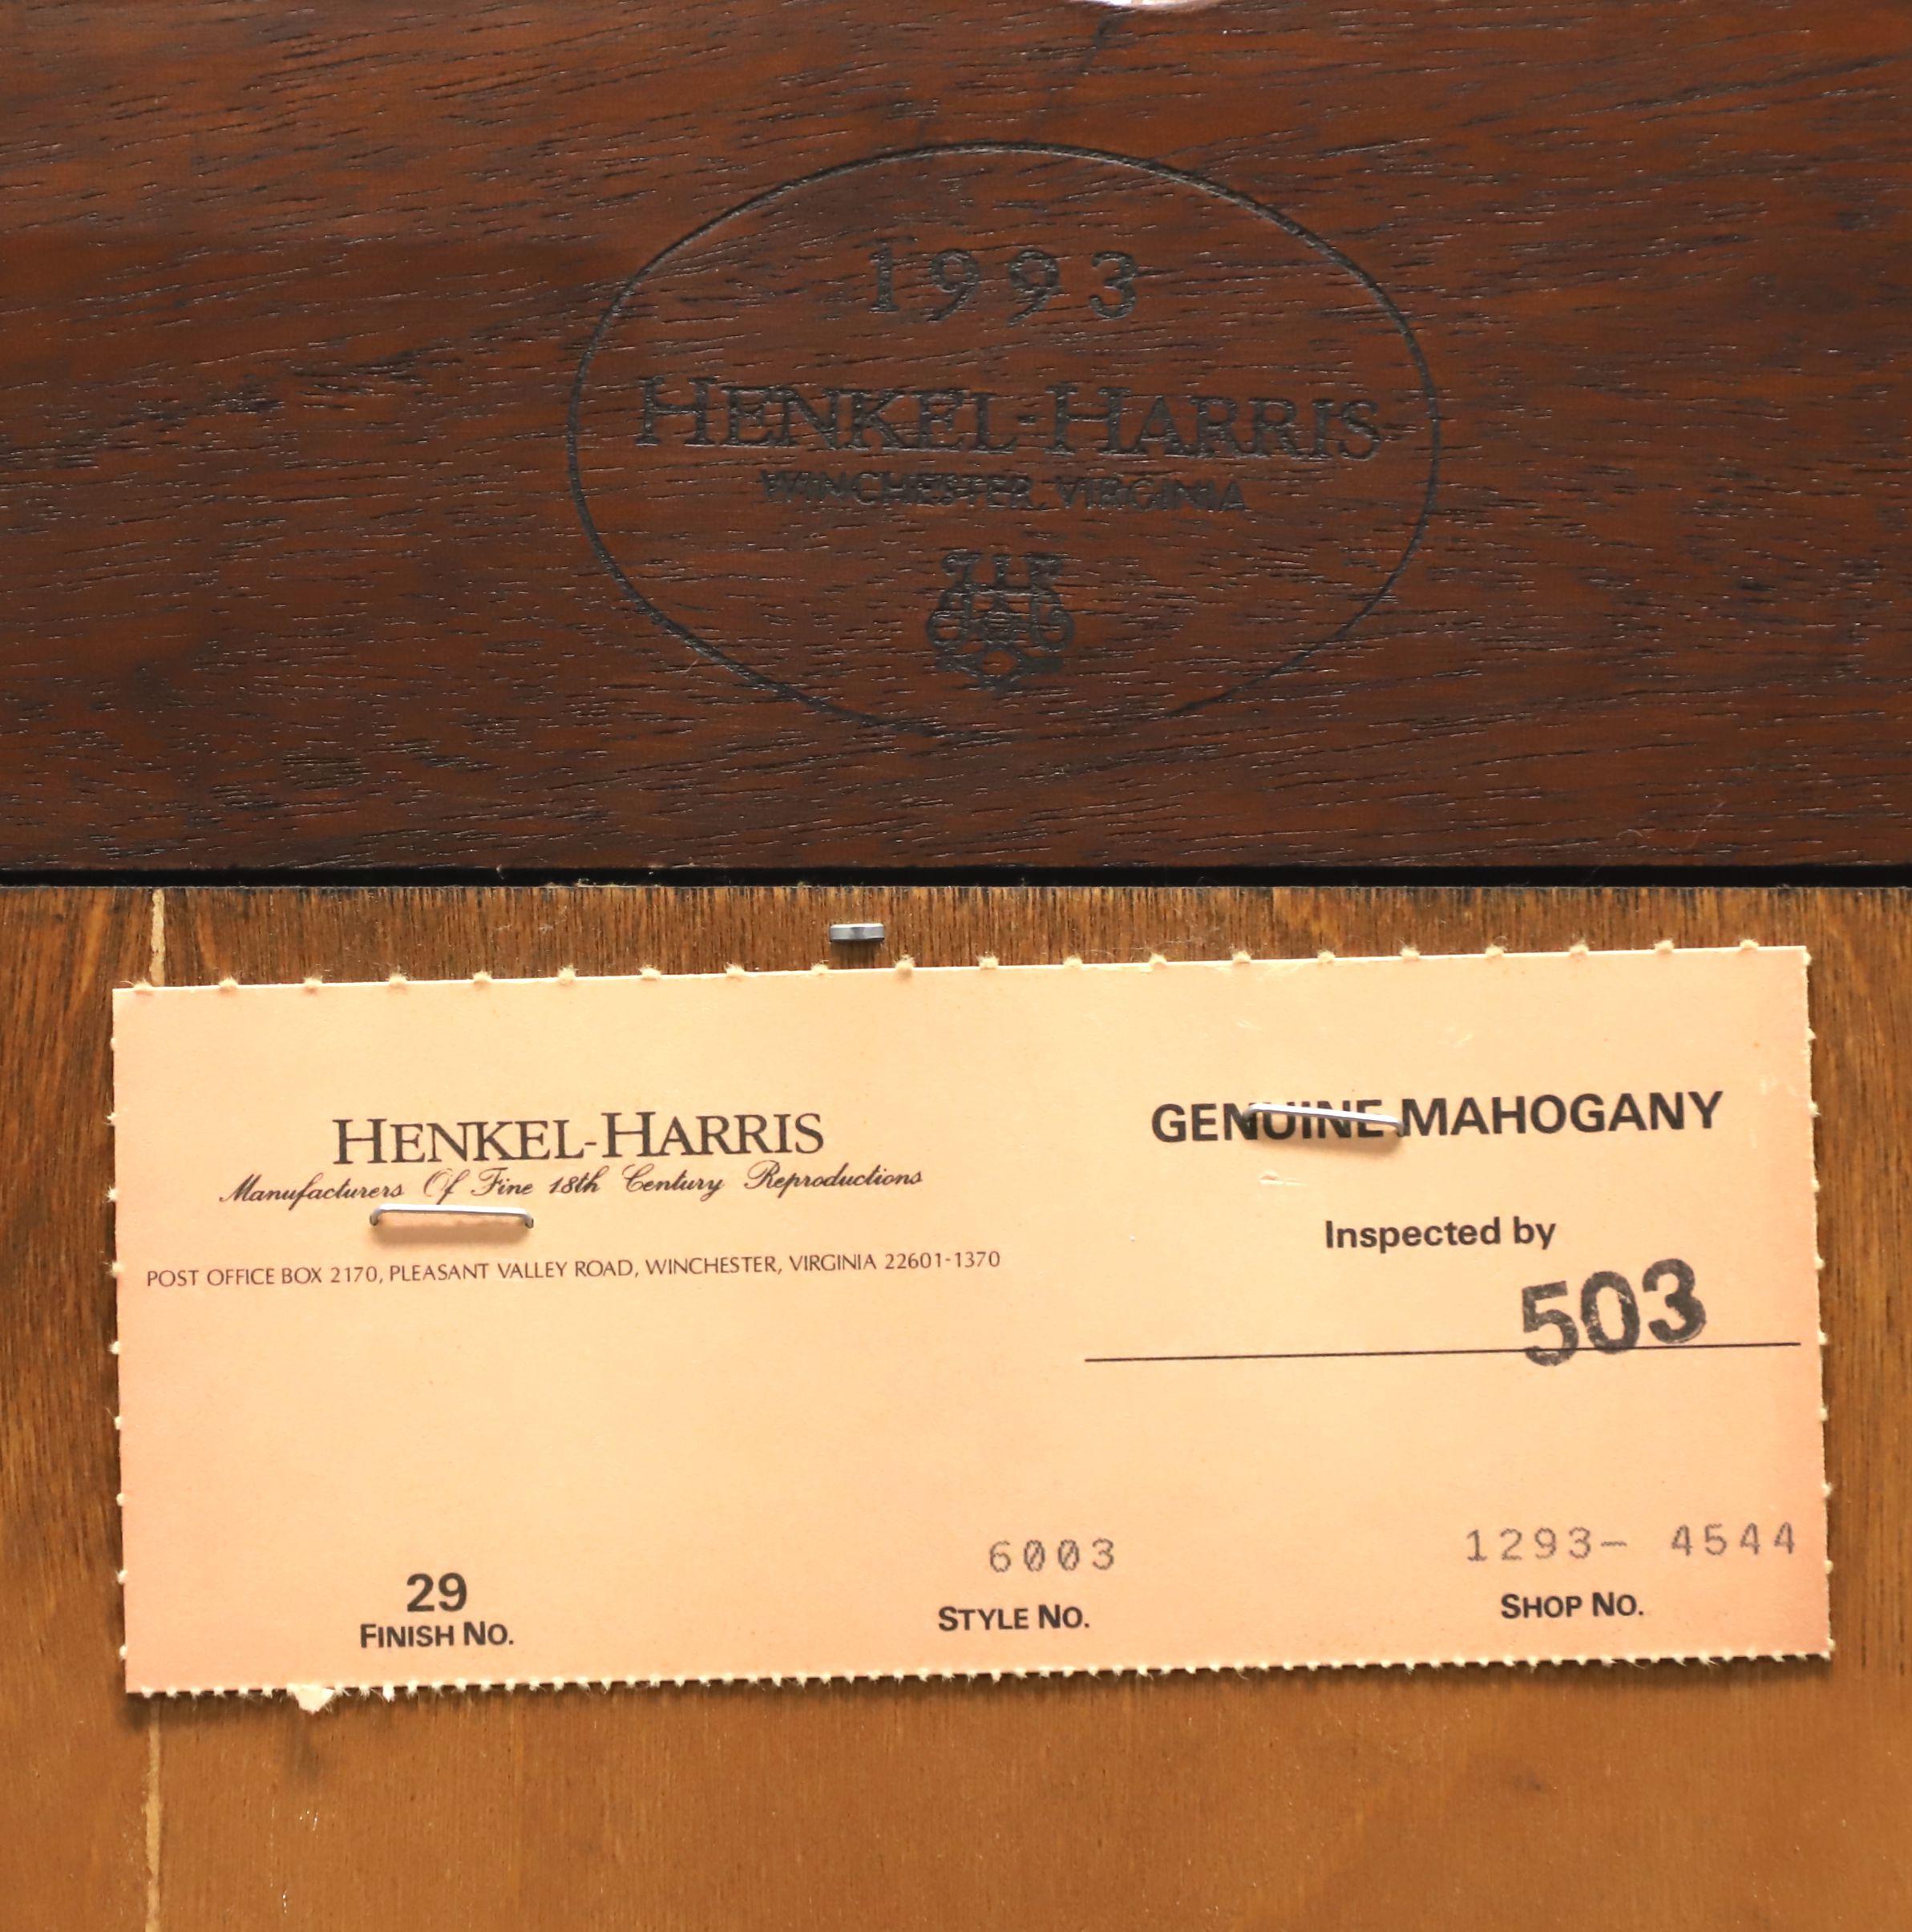 1993
HENKEL-HARRIS
WINCHESTER, VIRGINIA
HENKEL-HARRIS
Manufacturers Of Fine 18th Century Reproductions
POST OFFICE BOX 2170, PLEASANT VALLEY ROAD, WINCHESTER, VIRGINIA 22601-1370
GENUINE MAHOGANY
Inspected by
503
29
FINISH NO.
6003
STYLE NO.
1293- 4544
SHOP NO.